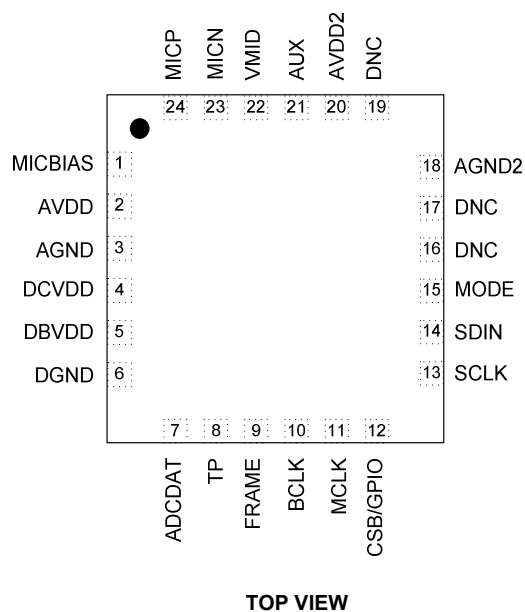 MICP
MICN
VMID
AUX
AVDD2
DNC
24 23 22 21 20 19
MICBIAS 1
AVDD 2
AGND 3
DCVDD 4
DBVDD 5
DGND 6
18 AGND2
17 DNC
16 DNC
15 MODE
14 SDIN
13 SCLK
7 8 9 10 11 12
ADCDAT
TP
FRAME
BCLK
MCLK
CSB/GPIO
TOP VIEW